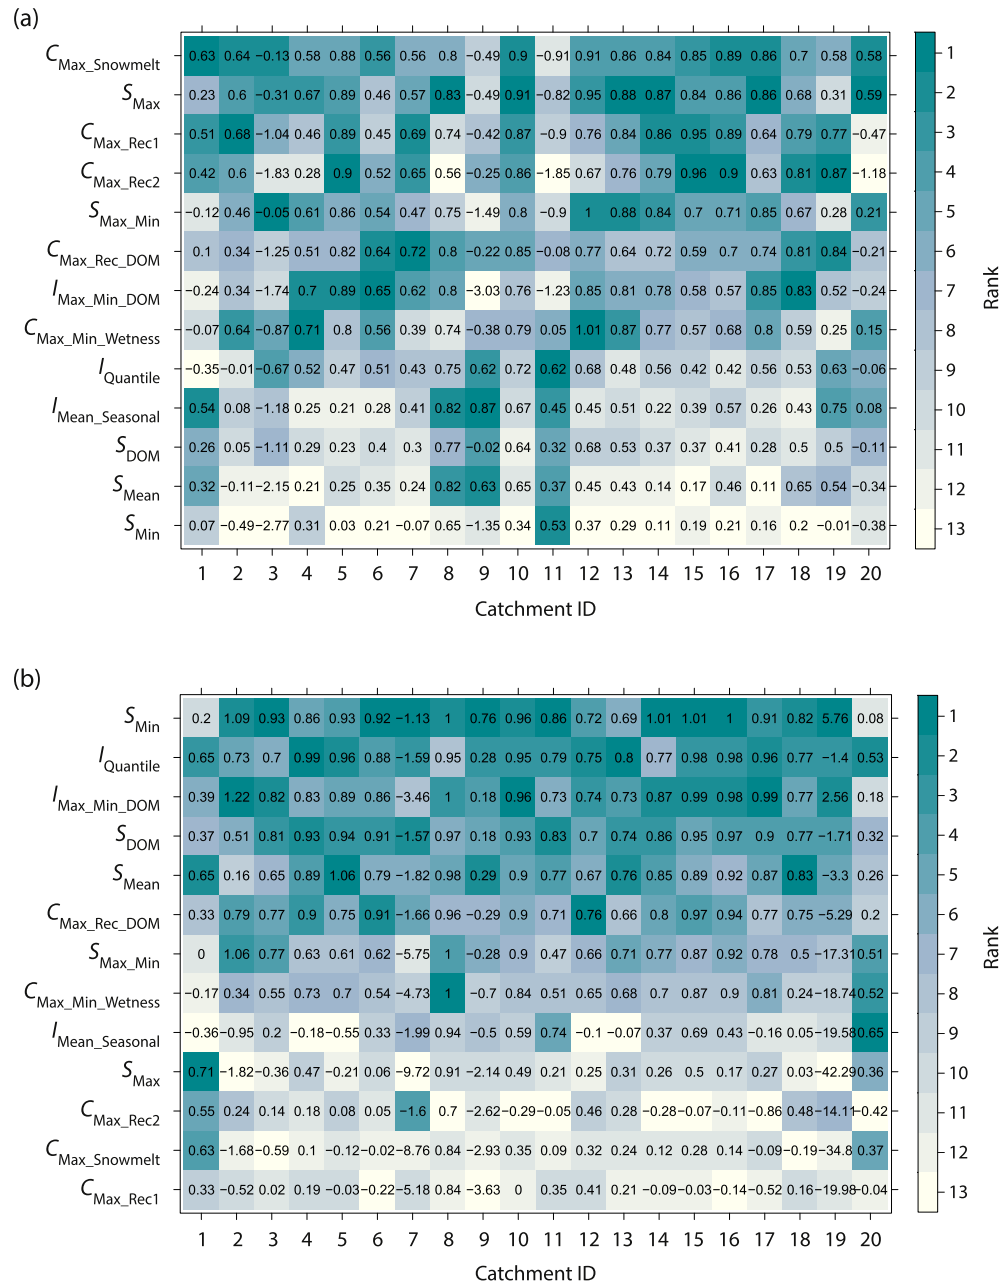 (a)
C Max_Snowmelt 0.63 0.64 −0.13 0.58 0.88 0.56 0.56 0.8 −0.49 0.9 −0.91 0.91 0.86 0.84 0.85 0.89 0.86 0.7 0.58 0.58
S Max 0.23 0.6 −0.31 0.67 0.89 0.46 0.57 0.83 −0.49 0.91 −0.82 0.95 0.88 0.87 0.84 0.86 0.86 0.68 0.31 0.59
C Max_Rec1 0.51 0.68 −1.04 0.46 0.89 0.45 0.69 0.74 −0.42 0.87 −0.9 0.76 0.84 0.86 0.95 0.89 0.64 0.79 0.77 −0.47
C Max_Rec2 0.42 0.6 −1.83 0.28 0.9 0.52 0.65 0.56 −0.25 0.86 −1.85 0.67 0.76 0.79 0.96 0.9 0.63 0.81 0.87 −1.18
S Max_Min −0.12 0.46 −0.05 0.61 0.86 0.54 0.47 0.75 −1.49 0.8 −0.9 1 0.88 0.84 0.7 0.71 0.85 0.67 0.28 0.21
C Max_Rec_DOM 0.1 0.34 −1.25 0.51 0.82 0.64 0.72 0.8 −0.22 0.85 −0.08 0.77 0.64 0.72 0.59 0.7 0.74 0.81 0.84 −0.21
I Max_Min_DOM −0.24 0.34 −1.74 0.7 0.89 0.65 0.62 0.8 −3.03 0.76 −1.23 0.85 0.81 0.78 0.58 0.57 0.85 0.83 0.52 −0.24
C Max_Min_Wetness −0.07 0.64 −0.87 0.71 0.8 0.56 0.39 0.74 −0.38 0.79 0.05 1.01 0.87 0.77 0.57 0.68 0.8 0.59 0.25 0.15
I Quantile −0.35 −0.01 −0.67 0.52 0.47 0.51 0.43 0.75 0.62 0.72 0.62 0.68 0.48 0.56 0.42 0.42 0.56 0.53 0.63 −0.06
I Mean_Seasonal 0.54 0.08 −1.18 0.25 0.21 0.28 0.41 0.82 0.87 0.67 0.45 0.45 0.51 0.22 0.39 0.57 0.26 0.43 0.75 0.08
S DOM 0.26 0.05 −1.11 0.29 0.23 0.4 0.3 0.77 −0.02 0.64 0.32 0.68 0.53 0.37 0.37 0.41 0.28 0.5 0.5 −0.11
S Mean 0.32 −0.11 −2.15 0.21 0.25 0.35 0.24 0.82 0.63 0.65 0.37 0.45 0.43 0.14 0.17 0.46 0.11 0.65 0.54 −0.34
S Min 0.07 −0.49 −2.77 0.31 0.03 0.21 −0.07 0.65 −1.35 0.34 0.53 0.37 0.29 0.11 0.19 0.21 0.16 0.2 −0.01 −0.38
1 2 3 4 5 6 7 8 9 10 11 12 13 14 15 16 17 18 19 20
Catchment ID
1
2
3
4
5
6
7
8
9
10
11
12
13
Rank
(b)
S Min 0.2 1.09 0.93 0.86 0.93 0.92 −1.13 1 0.76 0.96 0.86 0.72 0.69 1.01 1.01 1 0.91 0.82 5.76 0.08
I Quantile 0.65 0.73 0.7 0.99 0.96 0.88 −1.59 0.95 0.28 0.95 0.79 0.75 0.8 0.77 0.98 0.98 0.96 0.77 −1.4 0.53
I Max_Min_DOM 0.39 1.22 0.82 0.83 0.89 0.86 −3.46 1 0.18 0.96 0.73 0.74 0.73 0.87 0.99 0.98 0.99 0.77 2.56 0.18
S DOM 0.37 0.51 0.81 0.93 0.94 0.91 −1.57 0.97 0.18 0.93 0.83 0.7 0.74 0.86 0.95 0.97 0.9 0.77 −1.71 0.32
S Mean 0.65 0.16 0.65 0.89 1.06 0.79 −1.82 0.98 0.29 0.9 0.77 0.67 0.76 0.85 0.89 0.92 0.87 0.83 −3.3 0.26
C Max_Rec_DOM 0.33 0.79 0.77 0.9 0.75 0.91 −1.66 0.96 −0.29 0.9 0.71 0.76 0.66 0.8 0.97 0.94 0.77 0.75 −5.29 0.2
S Max_Min 0 1.06 0.77 0.63 0.61 0.62 −5.75 1 −0.28 0.9 0.47 0.66 0.71 0.77 0.87 0.92 0.78 0.5 −17.31 0.51
C Max_Min_Wetness −0.17 0.34 0.55 0.73 0.7 0.54 −4.73 1 −0.7 0.84 0.51 0.65 0.68 0.7 0.87 0.9 0.81 0.24 −18.74 0.52
I Mean_Seasonal −0.36 −0.95 0.2 −0.18 −0.55 0.33 −1.99 0.94 −0.5 0.59 0.74 −0.1 −0.07 0.37 0.69 0.43 −0.16 0.05 −19.58 0.65
S Max 0.71 −1.82 −0.36 0.47 −0.21 0.06 −9.72 0.91 −2.14 0.49 0.21 0.25 0.31 0.26 0.5 0.17 0.27 0.03 −42.29 0.36
C Max_Rec2 0.55 0.24 0.14 0.18 0.08 0.05 −1.6 0.7 −2.62 −0.29 −0.05 0.46 0.28 −0.28 −0.07 −0.11 −0.86 0.48 −14.11 −0.42
C Max_Snowmelt 0.63 −1.68 −0.59 0.1 −0.12 −0.02 −8.76 0.84 −2.93 0.35 0.09 0.32 0.24 0.12 0.28 0.14 −0.09 −0.19 −34.8 0.37
C Max_Rec1 0.33 −0.52 0.02 0.19 −0.03 −0.22 −5.18 0.84 −3.63 0 0.35 0.41 0.21 −0.09 −0.03 −0.14 −0.52 0.16 −19.98 −0.04
1 2 3 4 5 6 7 8 9 10 11 12 13 14 15 16 17 18 19 20
Catchment ID
1
2
3
4
5
6
7
8
9
10
11
12
13
Rank